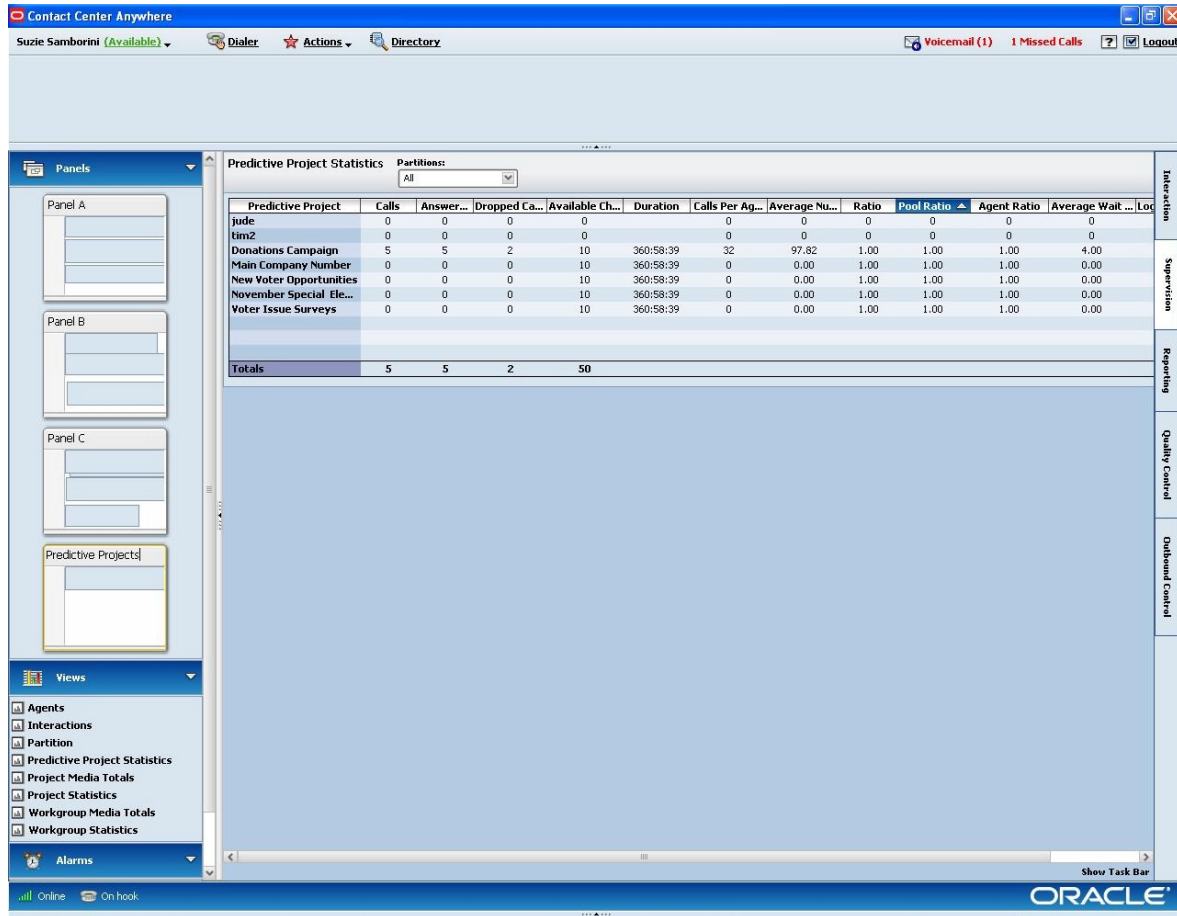 Contact Center Anywhere
Suzie Samborini (Available) Dialer Actions Directory Voicemail (1) 1 Missed Calls ? Logout
Panels
Panel A
Panel B
Panel C
Predictive Projects
Views
Agents
Interactions
Partition
Predictive Project Statistics
Project Media Totals
Project Statistics
Workgroup Media Totals
Workgroup Statistics
Alarms
Predictive Project Statistics Partitions:
All
Predictive Project Calls Answer... Dropped Ca... Available Ch... Duration Calls Per Ag... Average Nu... Ratio Pool Ratio Agent Ratio Average Wait ... Log
jude 0 0 0 0 0 0 0 0 0 0
tim2 0 0 0 0 0 0 0 0 0 0
Donations Campaign 5 5 2 10 360:58:39 32 97.82 1.00 1.00 1.00 4.00
Main Company Number 0 0 0 10 360:58:39 0 0.00 1.00 1.00 1.00 0.00
New Voter Opportunities 0 0 0 10 360:58:39 0 0.00 1.00 1.00 1.00 0.00
November Special Ele... 0 0 0 10 360:58:39 0 0.00 1.00 1.00 1.00 0.00
Voter Issue Surveys 0 0 0 10 360:58:39 0 0.00 1.00 1.00 1.00 0.00
Totals 5 5 2 50
Interaction
Supervision
Reporting
Quality Control
Outbound Control
Show Task Bar
Online On hook
ORACLE